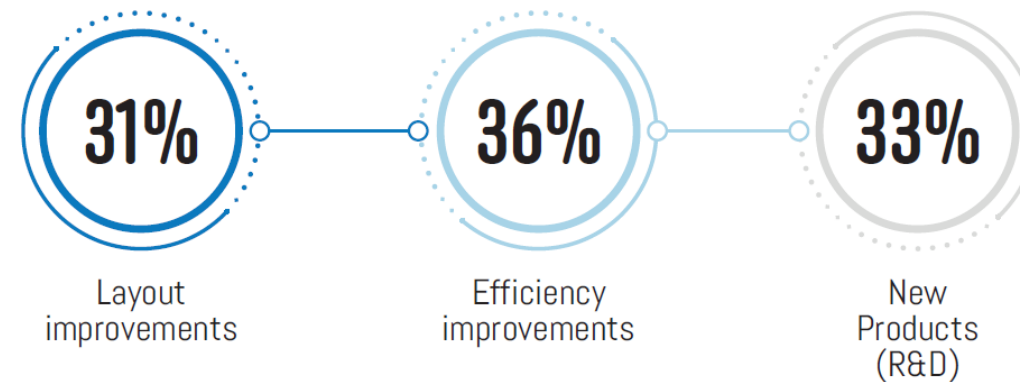 31%
36%
33%
Layout
improvements
Efficiency
improvements
New
Products
(R&D)